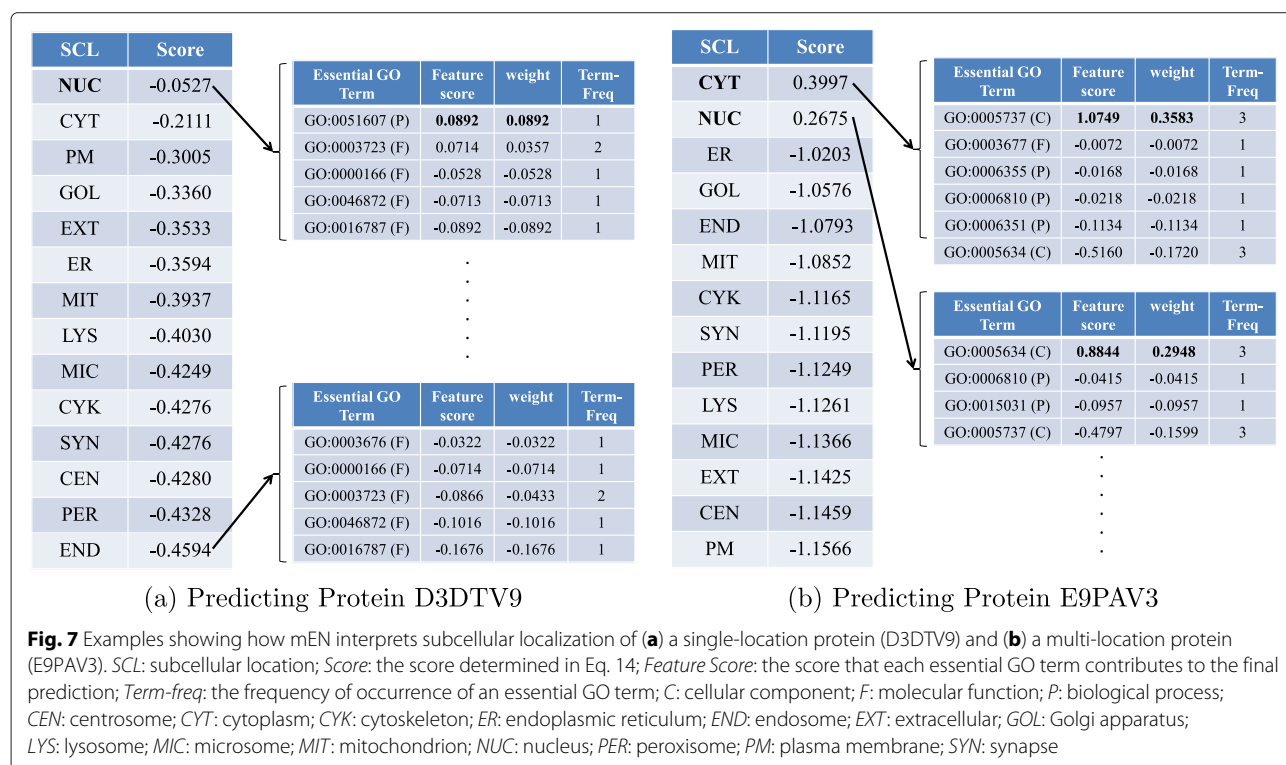 SCL Score
NUC -0.0527
CYT -0.2111
PM -0.3005
GOL -0.3360
EXT -0.3533
ER -0.3594
MIT -0.3937
LYS -0.4030
MIC -0.4249
CYK -0.4276
SYN -0.4276
CEN -0.4280
PER -0.4328
END -0.4594
Essential GO Term Feature score weight Term-Freq
GO:0051607 (P) 0.0892 0.0892 1
GO:0003723 (F) 0.0714 0.0357 2
GO:0000166 (F) -0.0528 -0.0528 1
GO:0046872 (F) -0.0713 -0.0713 1
GO:0016787 (F) -0.0892 -0.0892 1
.
.
.
.
.
Essential GO Term Feature score weight Term-Freq
GO:0003676 (F) -0.0322 -0.0322 1
GO:0000166 (F) -0.0714 -0.0714 1
GO:0003723 (F) -0.0866 -0.0433 2
GO:0046872 (F) -0.1016 -0.1016 1
GO:0016787 (F) -0.1676 -0.1676 1
(a) Predicting Protein D3DTV9
SCL Score
CYT 0.3997
NUC 0.2675
ER -1.0203
GOL -1.0576
END -1.0793
MIT -1.0852
CYK -1.1165
SYN -1.1195
PER -1.1249
LYS -1.1261
MIC -1.1366
EXT -1.1425
CEN -1.1459
PM -1.1566
Essential GO Term Feature score weight Term-Freq
GO:0005737 (C) 1.0749 0.3583 3
GO:0003677 (F) -0.0072 -0.0072 1
GO:0006355 (P) -0.0168 -0.0168 1
GO:0006810 (P) -0.0218 -0.0218 1
GO:0006351 (P) -0.1134 -0.1134 1
GO:0005634 (C) -0.5160 -0.1720 3
Essential GO Term Feature score weight Term-Freq
GO:0005634 (C) 0.8844 0.2948 3
GO:0006810 (P) -0.0415 -0.0415 1
GO:0015031 (P) -0.0957 -0.0957 1
GO:0005737 (C) -0.4797 -0.1599 3
.
.
.
.
.
(b) Predicting Protein E9PAV3
Fig. 7 Examples showing how mEN interprets subcellular localization of (a) a single-location protein (D3DTV9) and (b) a multi-location protein
(E9PAV3). SCL: subcellular location; Score: the score determined in Eq. 14; Feature Score: the score that each essential GO term contributes to the final
prediction; Term-freq: the frequency of occurrence of an essential GO term; C: cellular component; F: molecular function; P: biological process;
CEN: centrosome; CYT: cytoplasm; CYK: cytoskeleton; ER: endoplasmic reticulum; END: endosome; EXT: extracellular; GOL: Golgi apparatus;
LYS: lysosome; MIC: microsome; MIT: mitochondrion; NUC: nucleus; PER: peroxisome; PM: plasma membrane; SYN: synapse